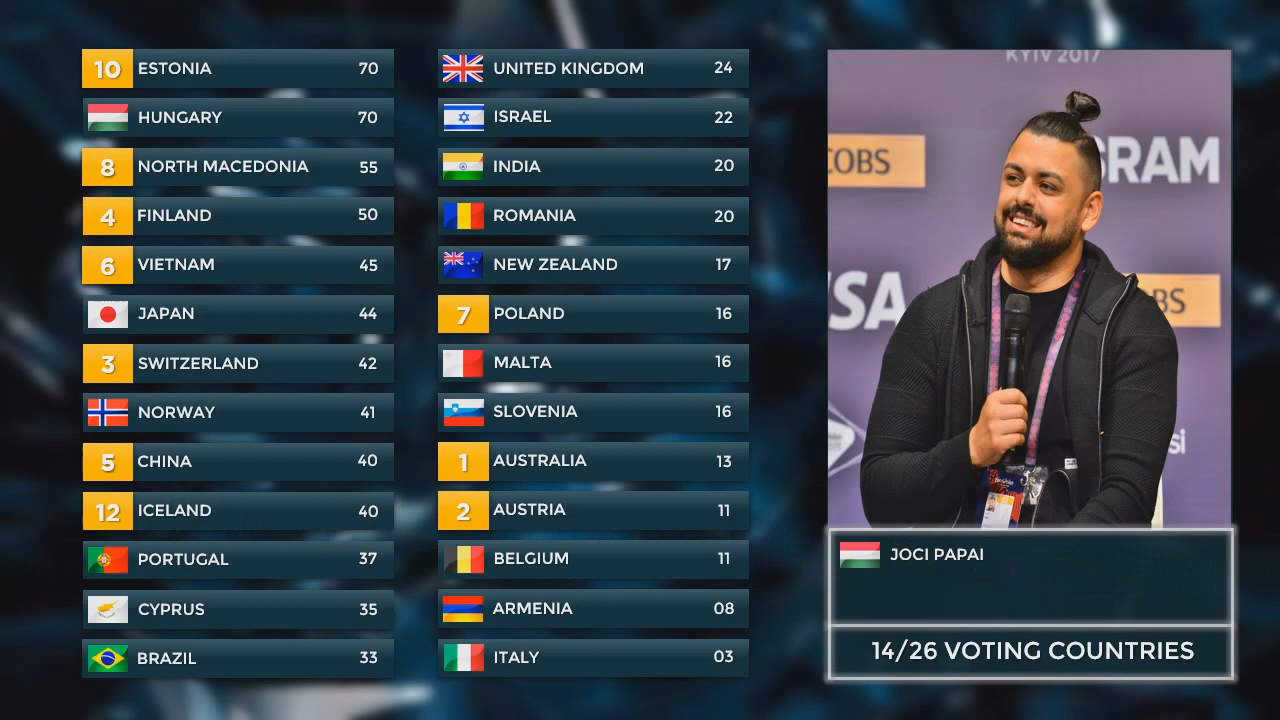 10 ESTONIA 70
HUNGARY 70
8 NORTH MACEDONIA 55
4 FINLAND 50
6 VIETNAM 45
JAPAN 44
3 SWITZERLAND 42
NORWAY 41
5 CHINA 40
12 ICELAND 40
PORTUGAL 37
CYPRUS 35
BRAZIL 33
UNITED KINGDOM 24
ISRAEL 22
INDIA 20
ROMANIA 20
NEW ZEALAND 17
7 POLAND 16
MALTA 16
SLOVENIA 16
1 AUSTRALIA 13
2 AUSTRIA 11
BELGIUM 11
ARMENIA 08
ITALY 03
KYIV 2017
COBS
SRAM
SA
BS
si
JOCI PAPAI
14/26 VOTING COUNTRIES